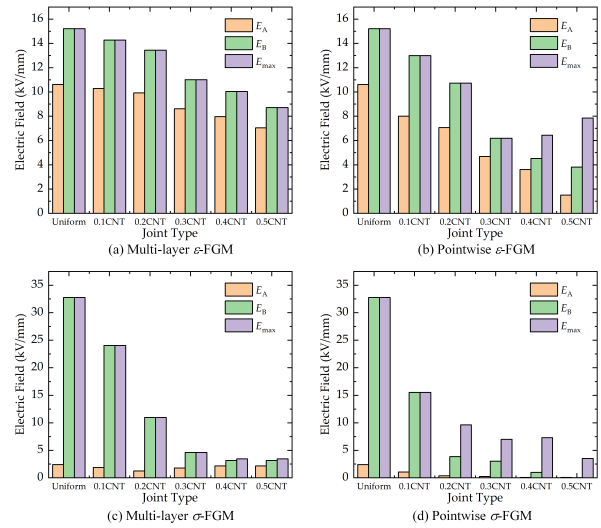 16
14
12
10
8
6
4
2
0
Electric Field (kV/mm)
E_A
E_B
E_max
Uniform 0.1CNT 0.2CNT 0.3CNT 0.4CNT 0.5CNT
Joint Type
(a) Multi-layer ε-FGM
16
14
12
10
8
6
4
2
0
Electric Field (kV/mm)
E_A
E_B
E_max
Uniform 0.1CNT 0.2CNT 0.3CNT 0.4CNT 0.5CNT
Joint Type
(b) Pointwise ε-FGM
35
30
25
20
15
10
5
0
Electric Field (kV/mm)
E_A
E_B
E_max
Uniform 0.1CNT 0.2CNT 0.3CNT 0.4CNT 0.5CNT
Joint Type
(c) Multi-layer σ-FGM
35
30
25
20
15
10
5
0
Electric Field (kV/mm)
E_A
E_B
E_max
Uniform 0.1CNT 0.2CNT 0.3CNT 0.4CNT 0.5CNT
Joint Type
(d) Pointwise σ-FGM